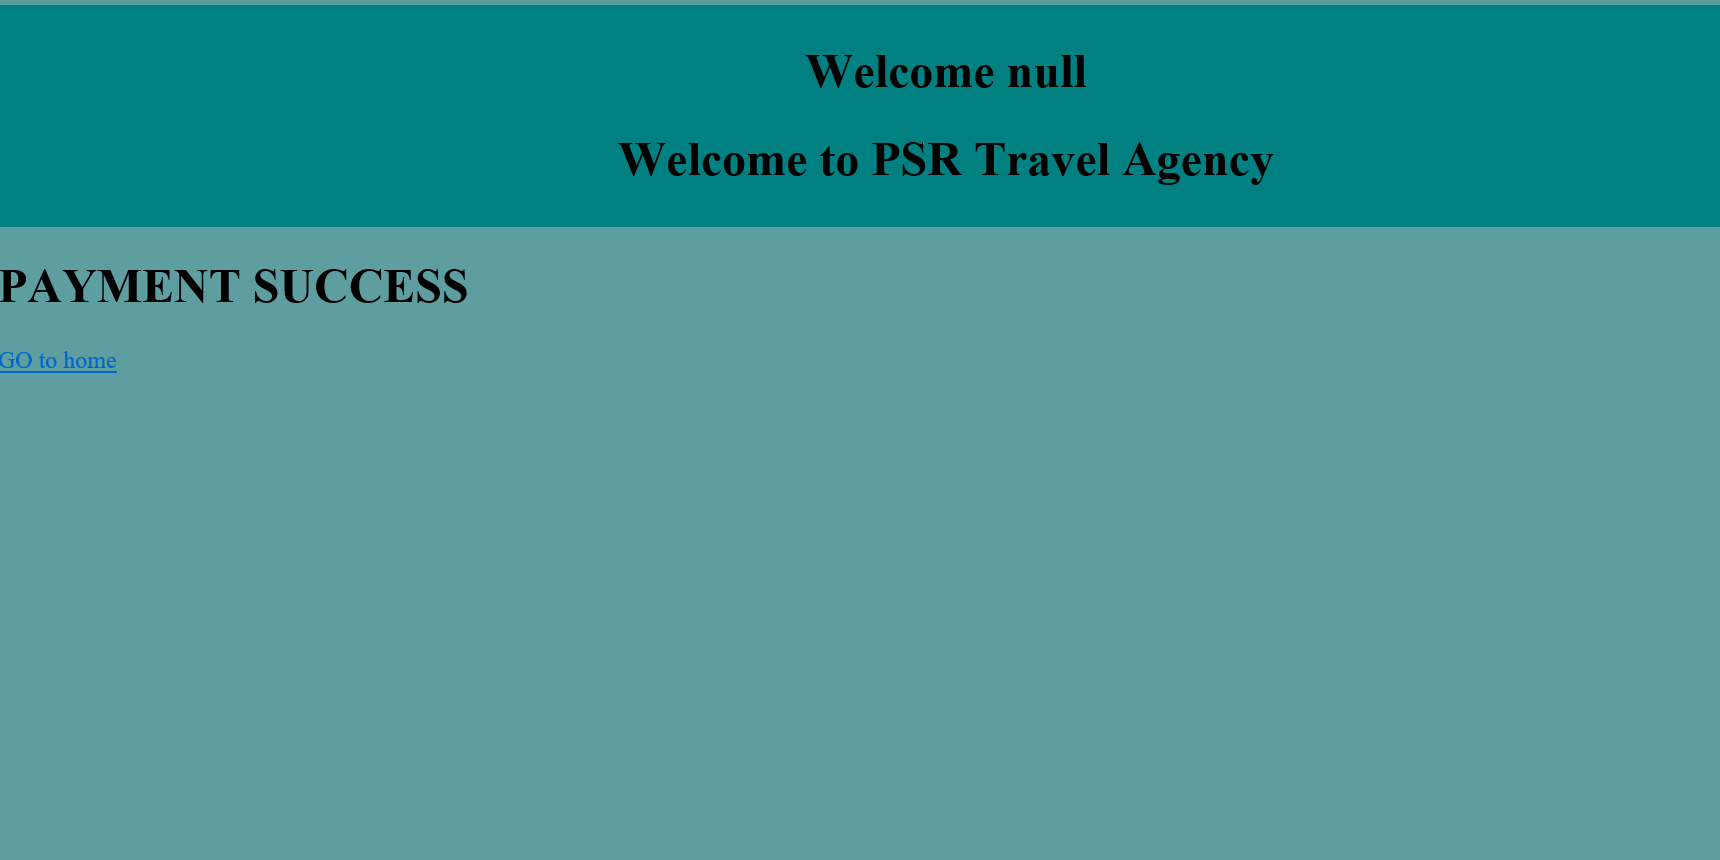 Welcome null
Welcome to PSR Travel Agency
PAYMENT SUCCESS
GO to home